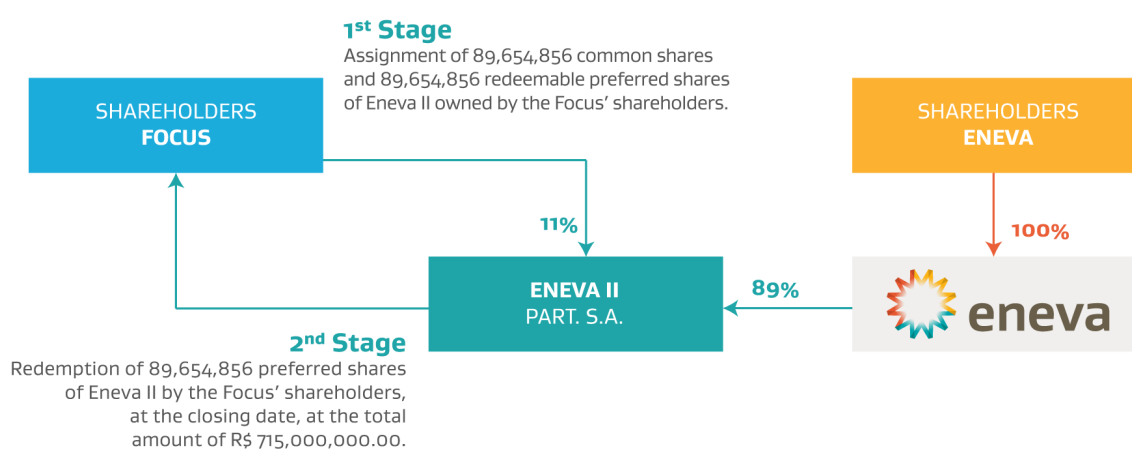 1st Stage
Assignment of 89,654,856 common shares
and 89,654,856 redeemable preferred shares
of Eneva II owned by the Focus’ shareholders.
SHAREHOLDERS
FOCUS
SHAREHOLDERS
ENEVA
11%
100%
ENEVA II
PART. S.A.
89%
eneva
2nd Stage
Redemption of 89,654,856 preferred shares
of Eneva II by the Focus’ shareholders,
at the closing date, at the total
amount of R$ 715,000,000.00.